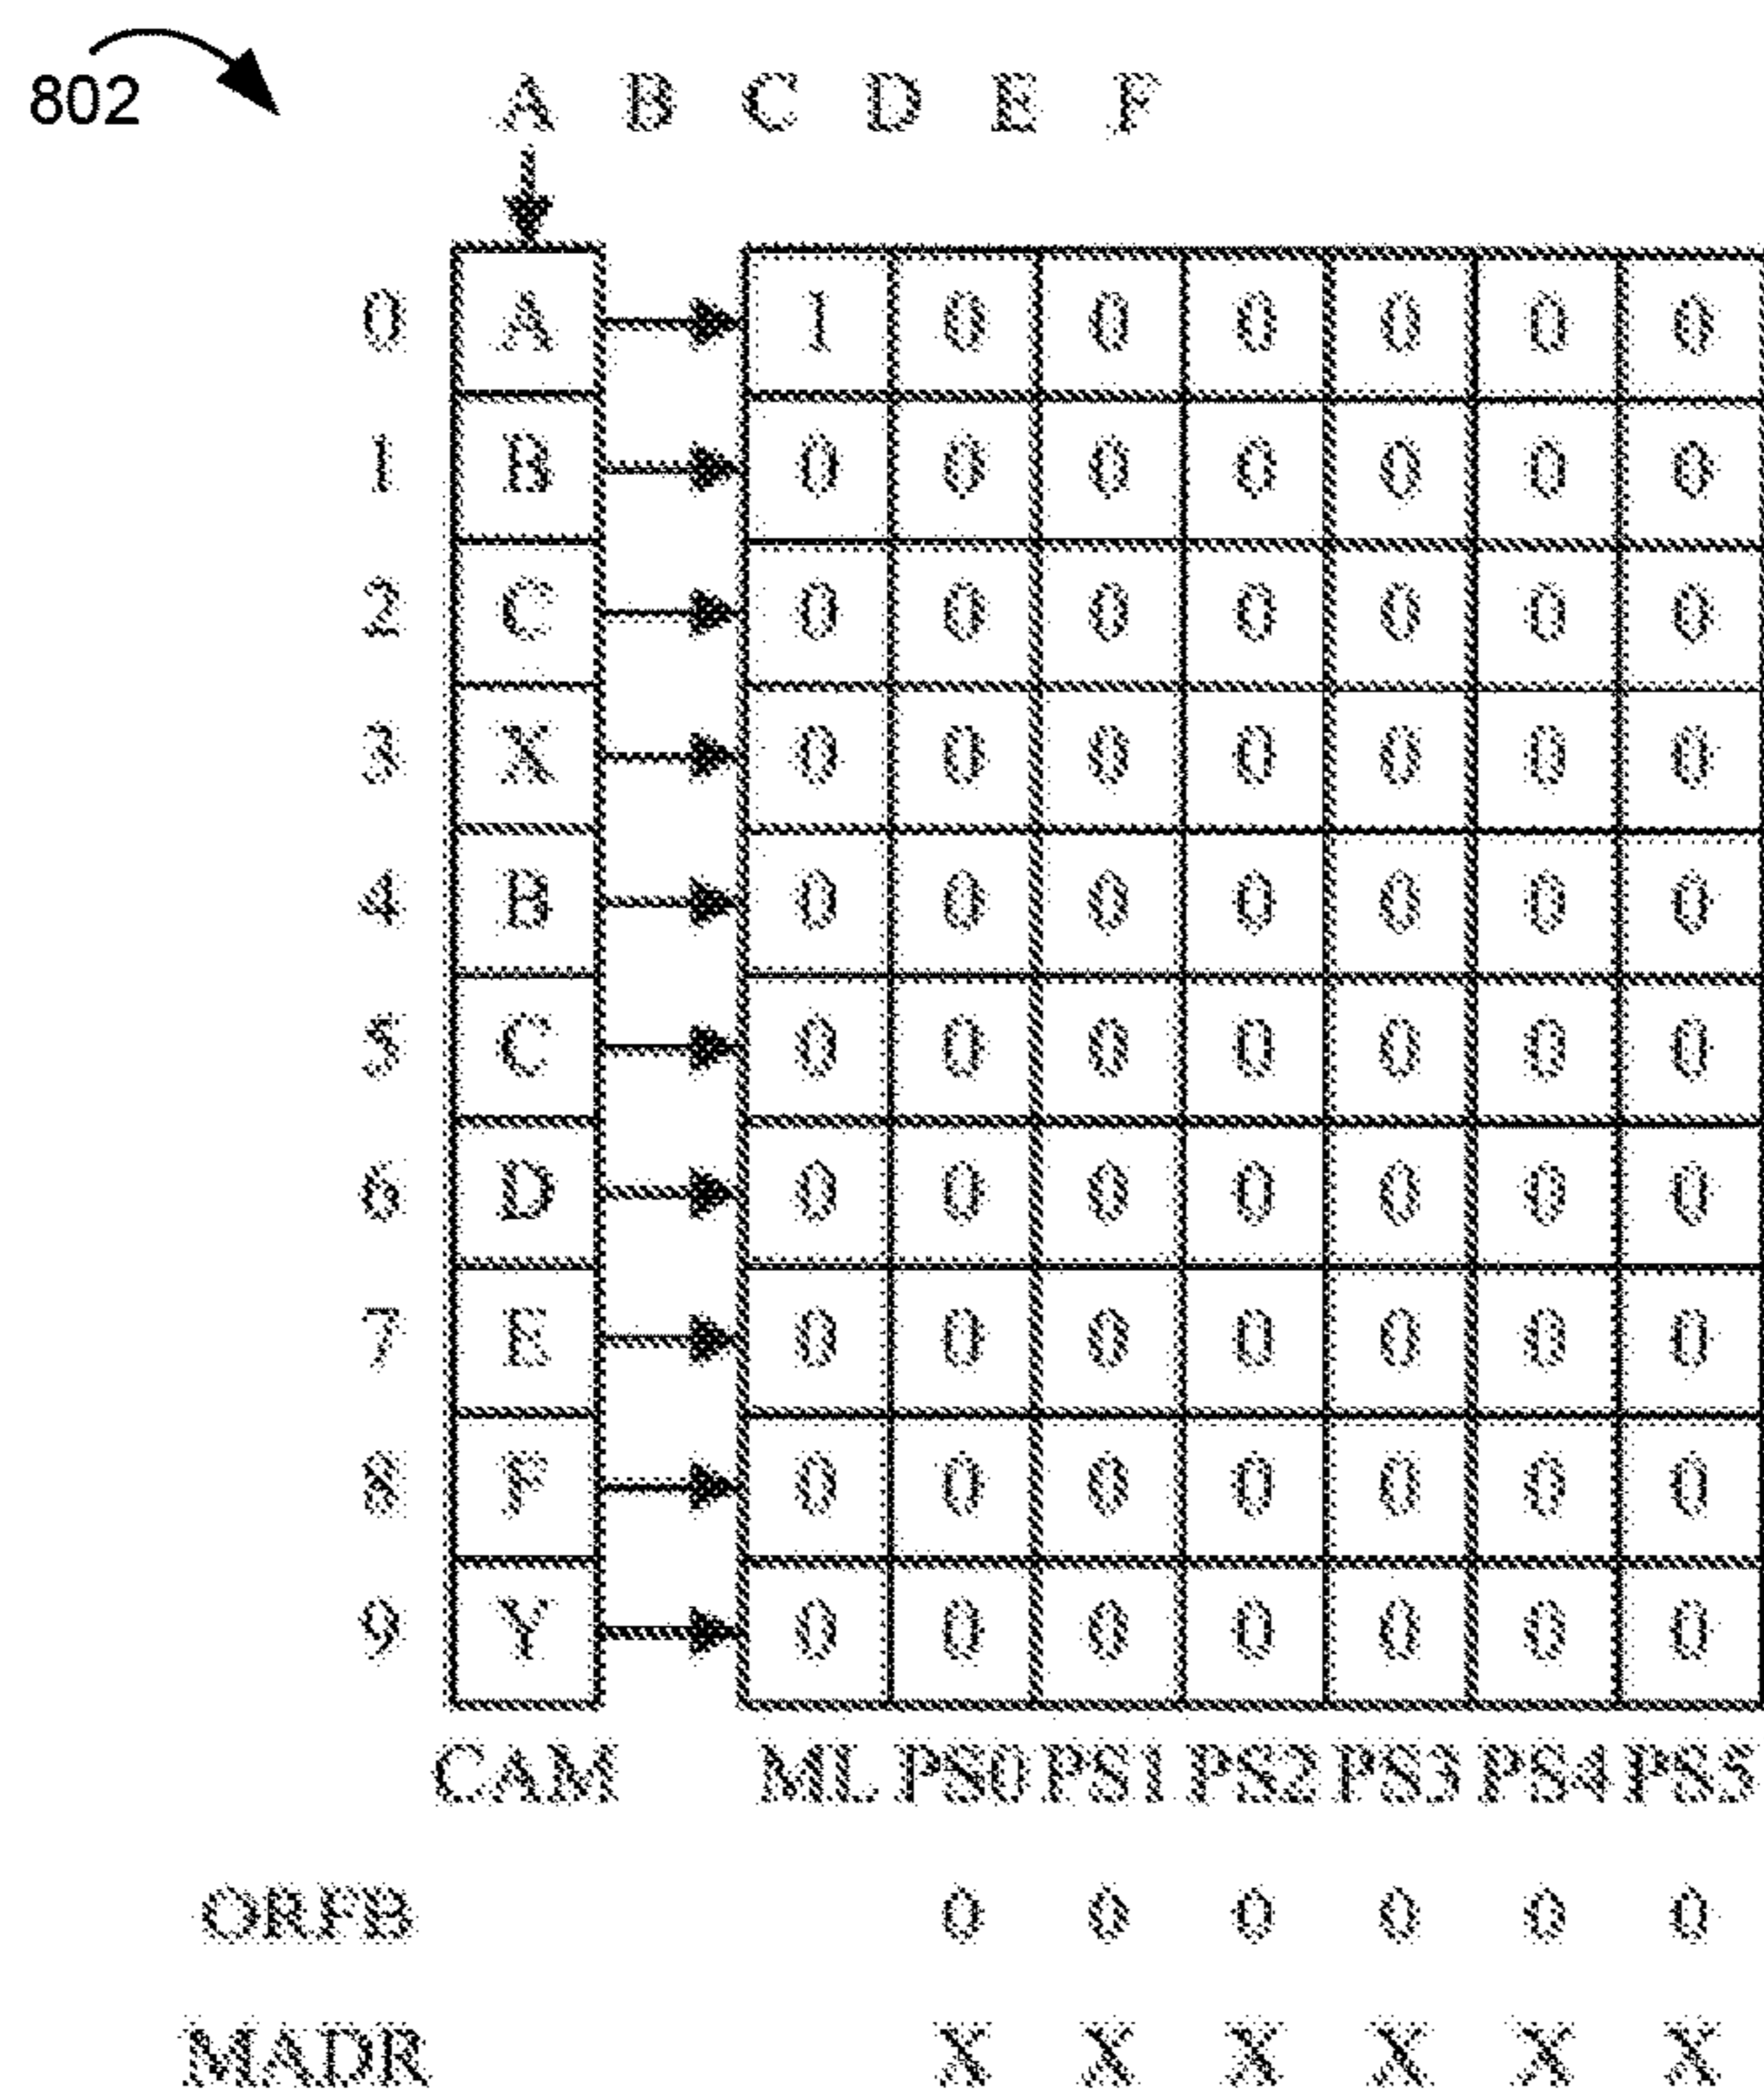 802
A B C D E F
0 A 1 0 0 0 0 0 0
1 B 0 0 0 0 0 0 0
2 C 0 0 0 0 0 0 0
3 X 0 0 0 0 0 0 0
4 B 0 0 0 0 0 0 0
5 C 0 0 0 0 0 0 0
6 D 0 0 0 0 0 0 0
7 E 0 0 0 0 0 0 0
8 F 0 0 0 0 0 0 0
9 Y 0 0 0 0 0 0 0
CAM ML PS0 PS1 PS2 PS3 PS4 PS5
ORFB 0 0 0 0 0 0
MADR X X X X X X